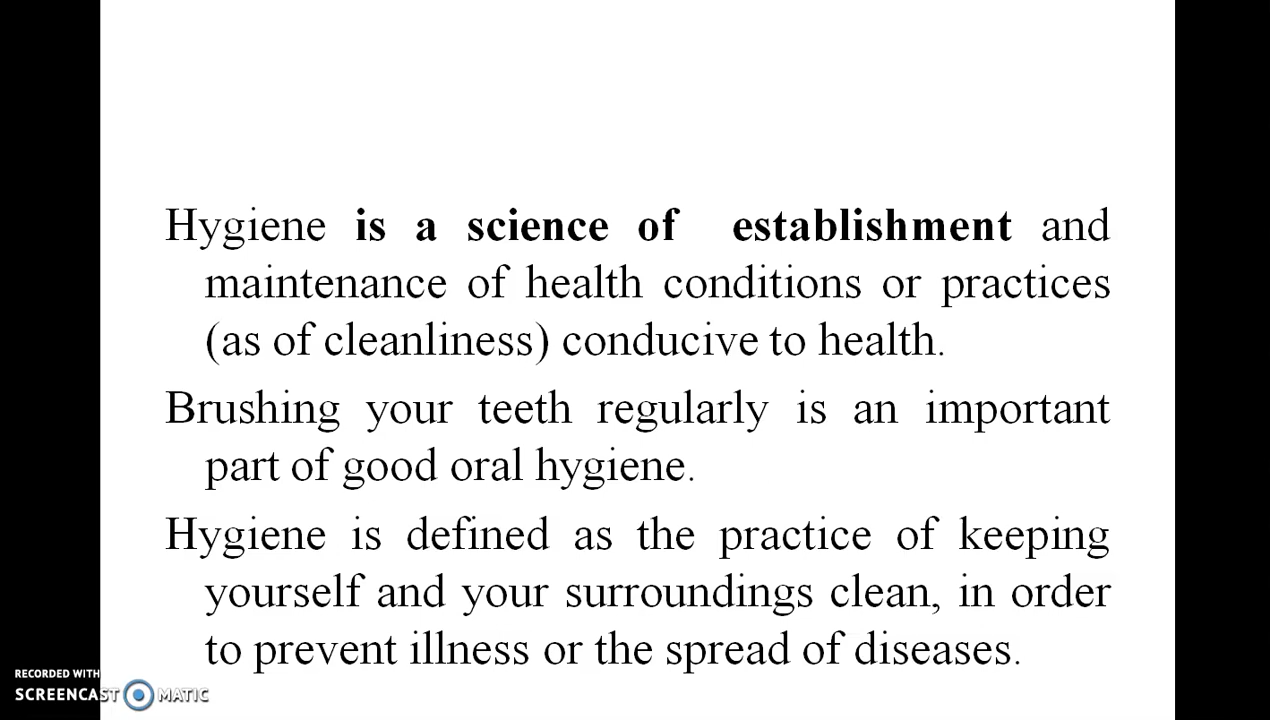 Hygiene is a science of establishment and
maintenance of health conditions or practices
(as of cleanliness) conducive to health.
Brushing your teeth regularly is an important
part of good oral hygiene.
Hygiene is defined as the practice of keeping
yourself and your surroundings clean, in order
to prevent illness or the spread of diseases.
RECORDED WITH
SCREENCAST MATIC